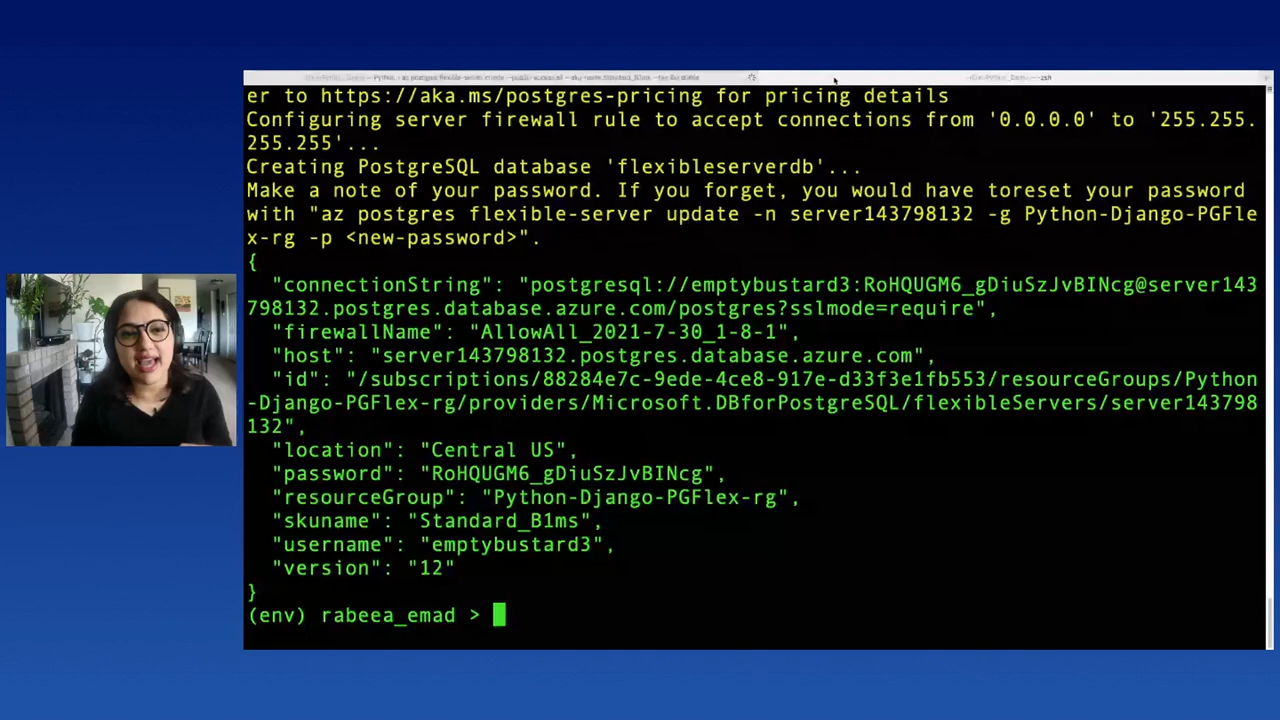 er to https://aka.ms/postgres-pricing for pricing details
Configuring server firewall rule to accept connections from '0.0.0.0' to '255.255.
255.255'...
Creating PostgreSQL database 'flexibleserverdb'...
Make a note of your password. If you forget, you would have toreset your password
with "az postgres flexible-server update -n server143798132 -g Python-Django-PGFle
x-rg -p <new-password>".
{
"connectionString": "postgresql://emptybustard3:RoHQUGM6_gDiuSzJvBINcg@server143
798132.postgres.database.azure.com/postgres?sslmode=require",
"firewallName": "AllowAll_2021-7-30_1-8-1",
"host": "server143798132.postgres.database.azure.com",
"id": "/subscriptions/88284e7c-9ede-4ce8-917e-d33f3e1fb553/resourceGroups/Python
-Django-PGFlex-rg/providers/Microsoft.DBforPostgreSQL/flexibleServers/server143798
132",
"location": "Central US",
"password": "RoHQUGM6_gDiuSzJvBINcg",
"resourceGroup": "Python-Django-PGFlex-rg",
"skuname": "Standard_B1ms",
"username": "emptybustard3",
"version": "12"
}
(env) rabeea_emad >